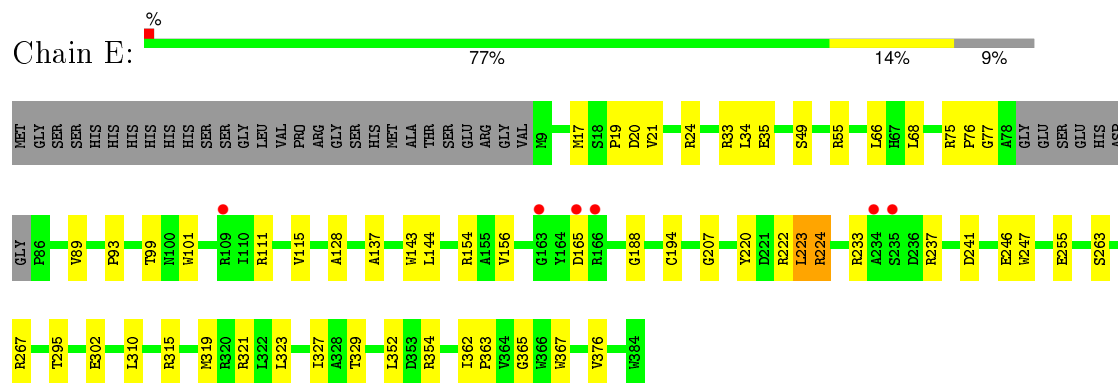 %
Chain E:
77% 14% 9%
MET GLY SER SER HIS HIS HIS HIS HIS HIS SER SER GLY LEU VAL PRO ARG GLY SER HIS MET ALA THR SER GLU ARG GLY VAL M9 M17 S18 P19 D20 V21 R24 R33 L34 E35 S49 R55 L66 H67 L68 R75 P76 G77 A78 GLY GLU SER GLU HIS ASP
GLY P86 V89 P93 T99 N100 W101 R109 I110 R111 V115 A128 A137 W143 L144 R154 A155 V156 G163 Y164 D165 R166 G188 C194 G207 Y220 D221 R222 L223 R224 R233 A234 S235 D236 R237 D241 E246 W247 E255 S263
R267 T295 E302 L310 R315 M319 R320 R321 L322 L323 I327 A328 T329 L352 D353 R354 I362 P363 V364 G365 W366 W367 V376 W384